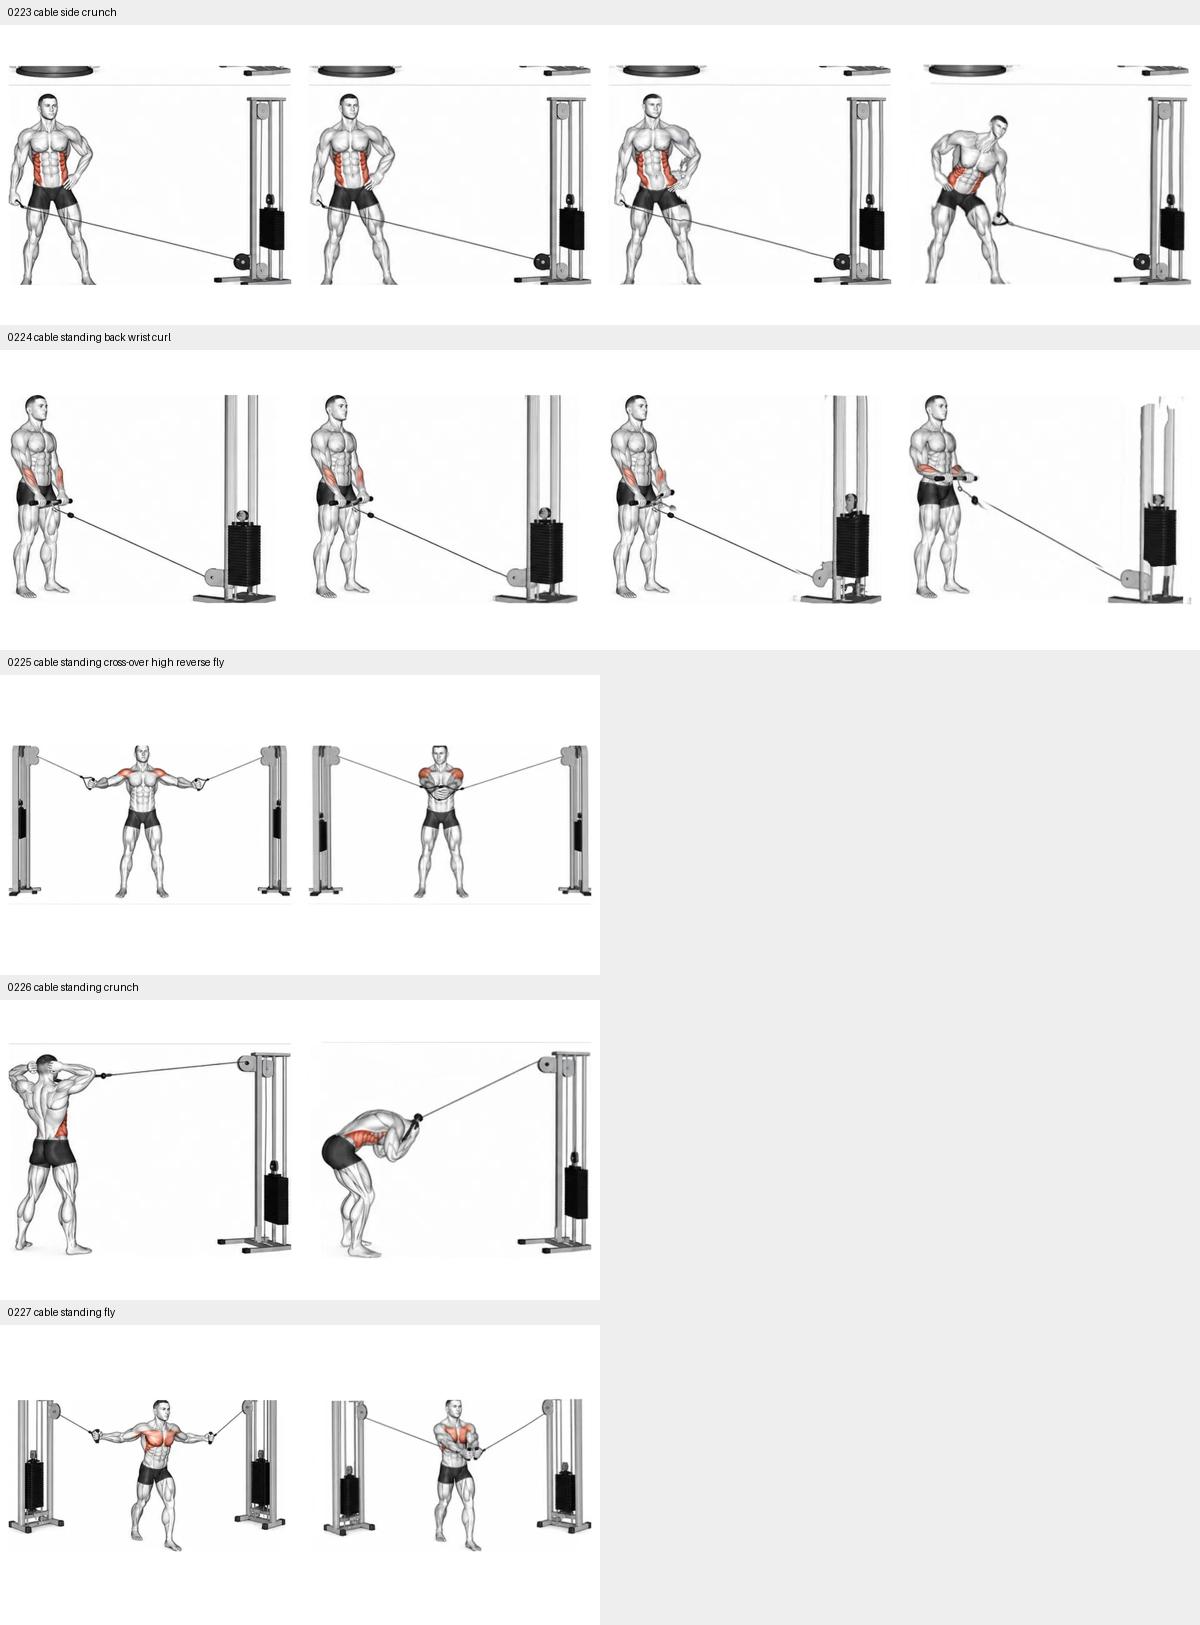 0223 cable side crunch
0224 cable standing back wrist curl
0225 cable standing cross-over high reverse fly
0226 cable standing crunch
0227 cable standing fly